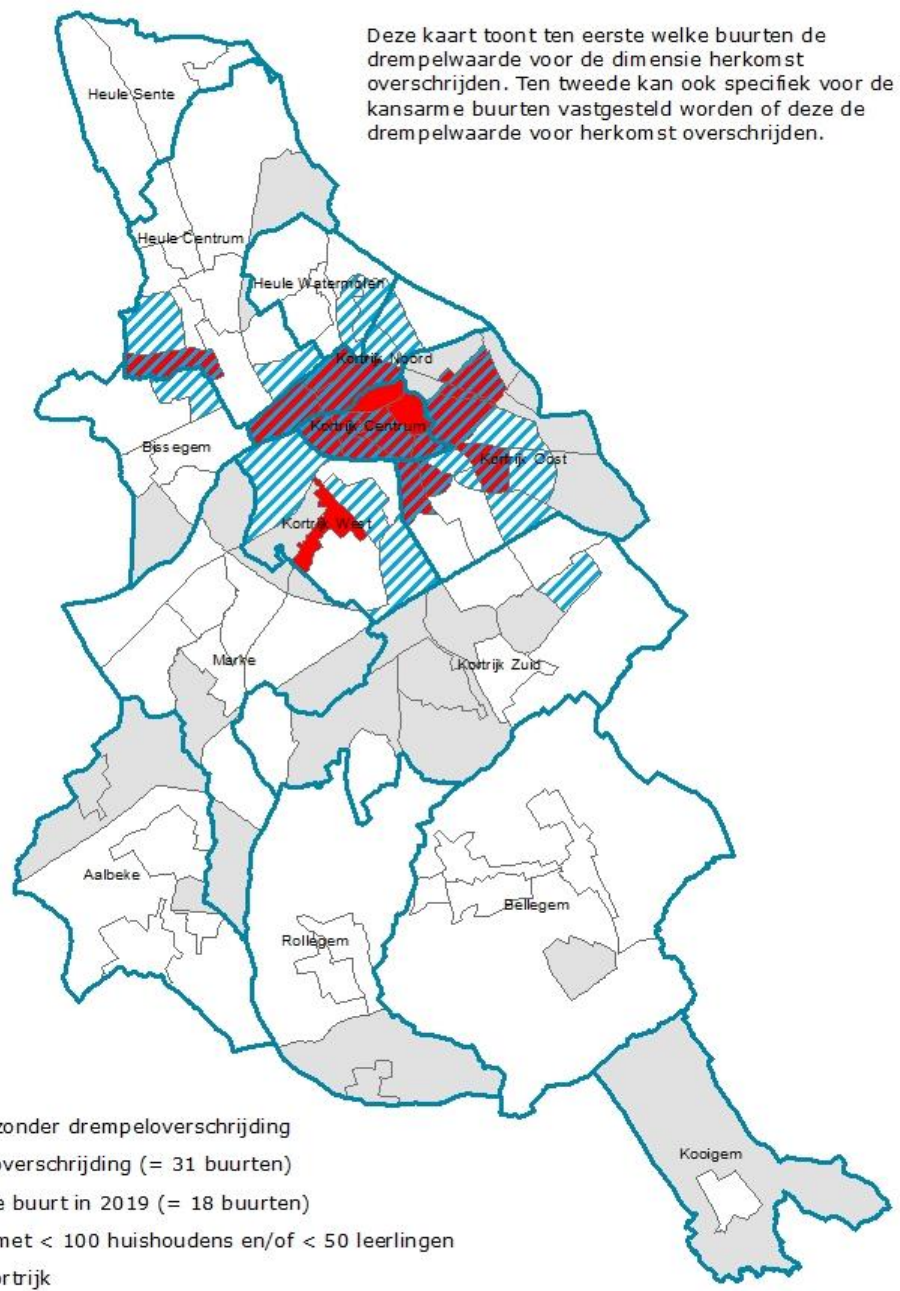 Deze kaart toont ten eerste welke buurten de
drempelwaarde voor de dimensie herkomst
overschrijden. Ten tweede kan ook specifiek voor de
kansarme buurten vastgesteld worden of deze de
drempelwaarde voor herkomst overschrijden.
Heule Sente
Heule Centrum
Heule Watermolen
Kortrijk Noord
Kortrijk Centrum
Bissegem
Kortrijk Oost
Kortrijk West
Marke
Kortrijk Zuid
Aalbeke
Bellegem
Rollegem
zonder drempeloverschrijding
overschrijding (= 31 buurten)
Kooigem
e buurt in 2019 (= 18 buurten)
met < 100 huishoudens en/of < 50 leerlingen
ortrijk